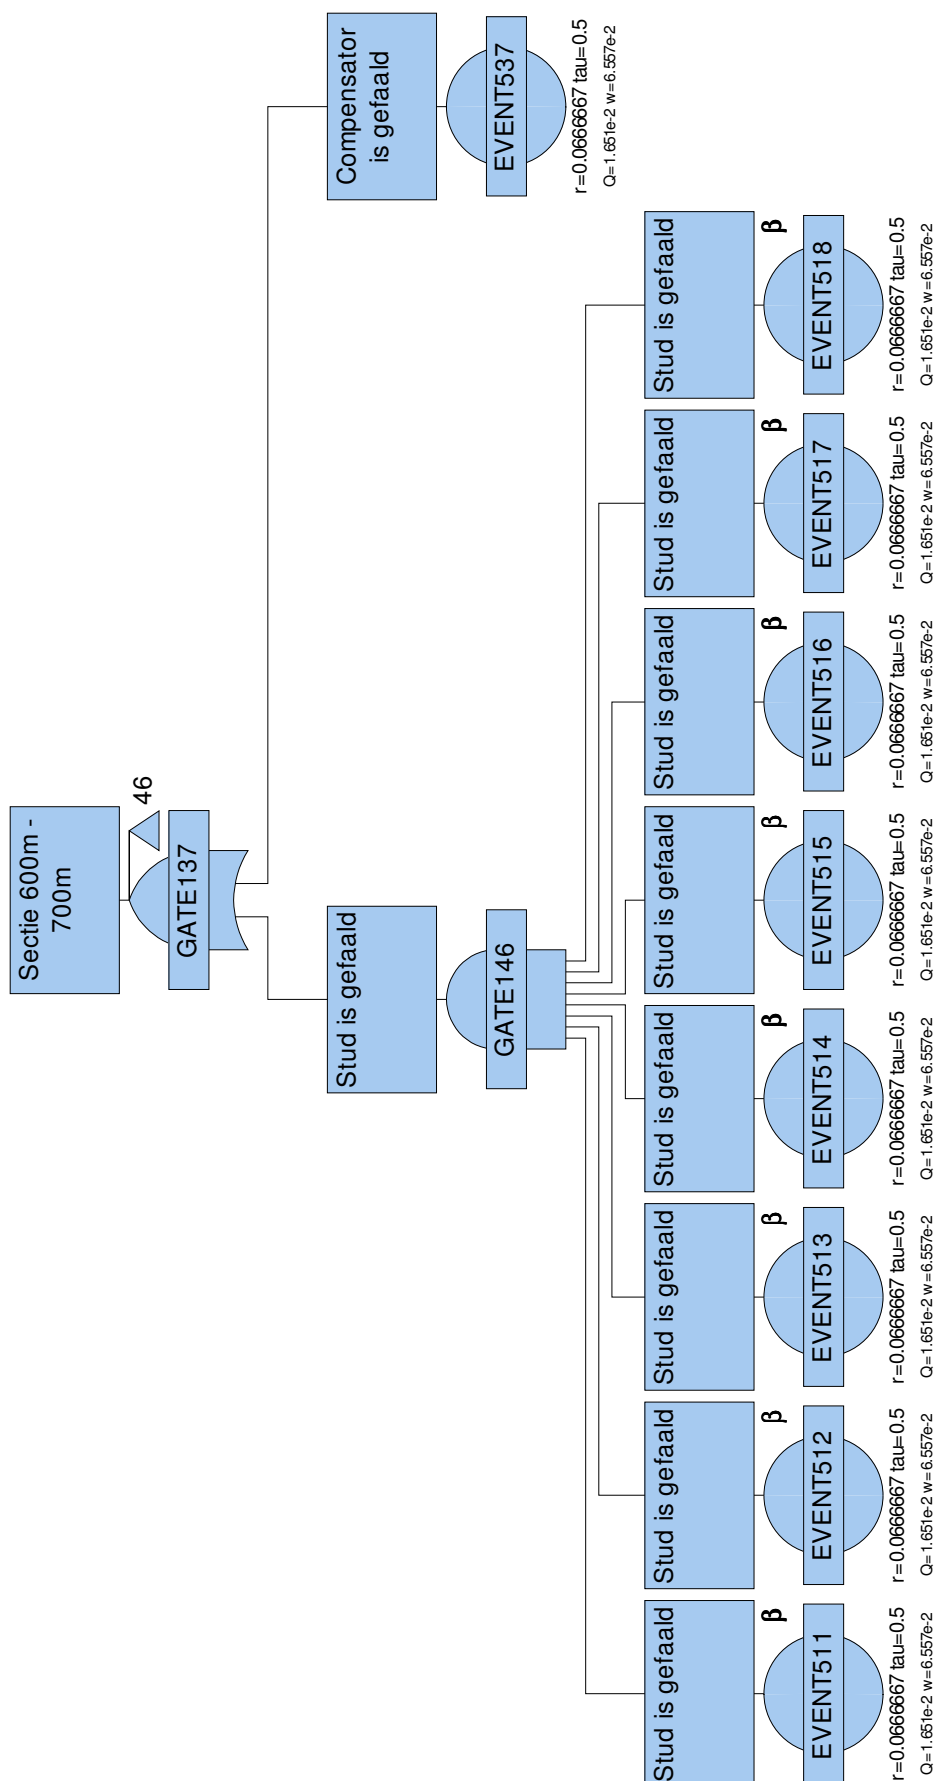 Sectie 600m -
700m
46
GATE137
Stud is gefaald
GATE146
Compensator
is gefaald
EVENT537
r=0.0666667 tau=0.5
Q=1.651e-2 w=6.557e-2
Stud is gefaald
β
EVENT511
r=0.0666667 tau=0.5
Q=1.651e-2 w=6.557e-2
Stud is gefaald
β
EVENT512
r=0.0666667 tau=0.5
Q=1.651e-2 w=6.557e-2
Stud is gefaald
β
EVENT513
r=0.0666667 tau=0.5
Q=1.651e-2 w=6.557e-2
Stud is gefaald
β
EVENT514
r=0.0666667 tau=0.5
Q=1.651e-2 w=6.557e-2
Stud is gefaald
β
EVENT515
r=0.0666667 tau=0.5
Q=1.651e-2 w=6.557e-2
Stud is gefaald
β
EVENT516
r=0.0666667 tau=0.5
Q=1.651e-2 w=6.557e-2
Stud is gefaald
β
EVENT517
r=0.0666667 tau=0.5
Q=1.651e-2 w=6.557e-2
Stud is gefaald
β
EVENT518
r=0.0666667 tau=0.5
Q=1.651e-2 w=6.557e-2